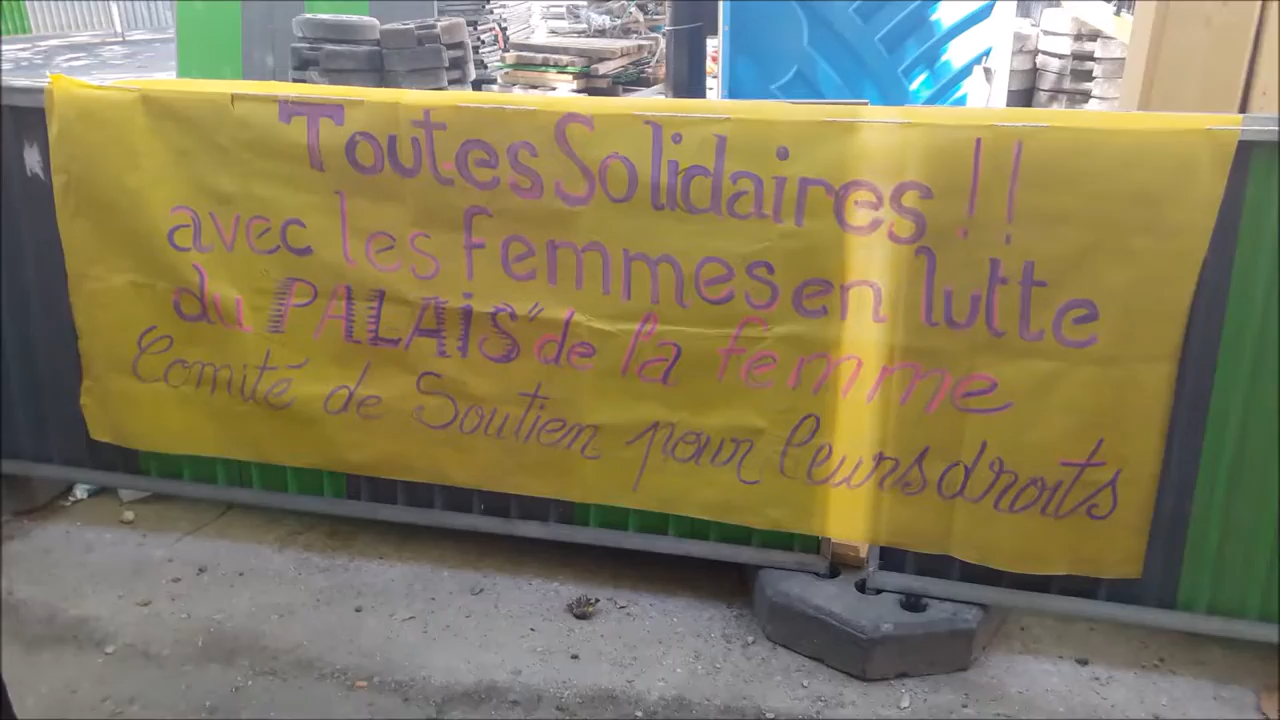 Toutes Solidaires !!
avec les femmes en lutte
du PALAiS" de la femme
Comité de Soutien pour leurs droits